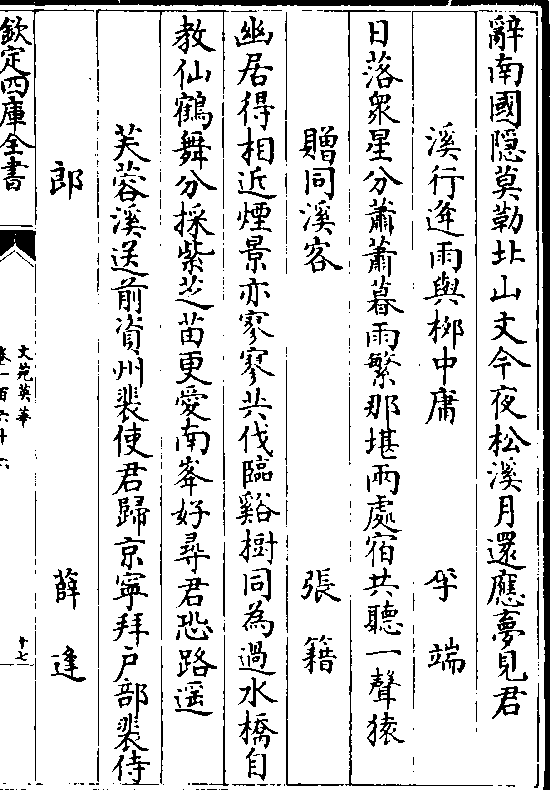 辭南國隠莫勒北山文今夜松溪月還應夢見君
溪行逢雨與栁中庸
端
日落衆星分蕭蕭暮雨繁那堪兩處宿共聽一聲猿
贈同溪客
張籍
幽居得相近煙景亦寥寥共伐臨谿樹同為過水橋自
教仙鶴舞分採紫芝苗更愛南峯好尋君恐路遥
芙蓉溪送前資州裴使君歸京寧拜户部裴侍
郎
薛逢
欽定四庫全書
文苑英華
卷一百六十六
十七